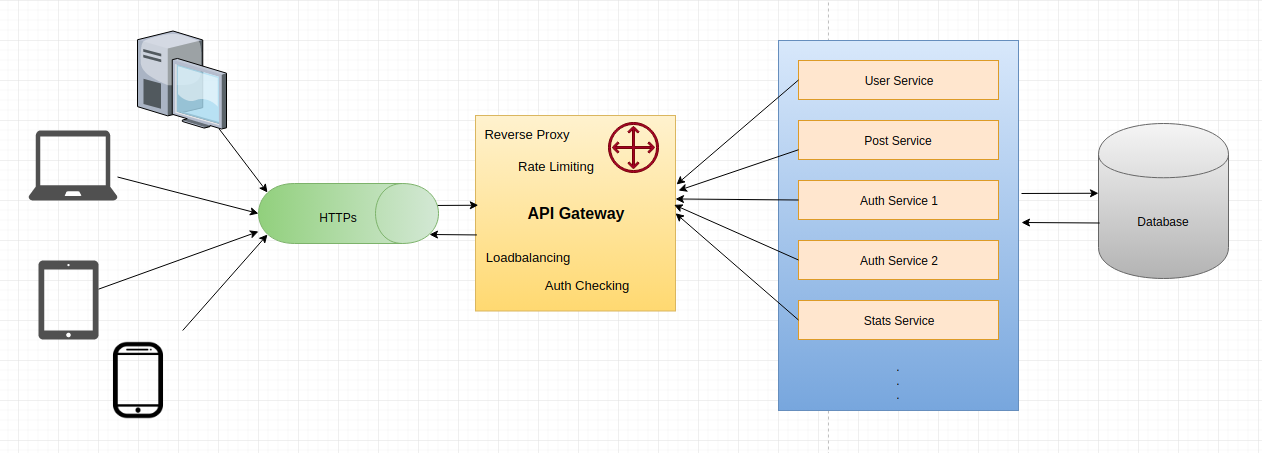 HTTPs
Reverse Proxy
Rate Limiting
API Gateway
Loadbalancing
Auth Checking
User Service
Post Service
Auth Service 1
Auth Service 2
Stats Service
.
.
.
Database